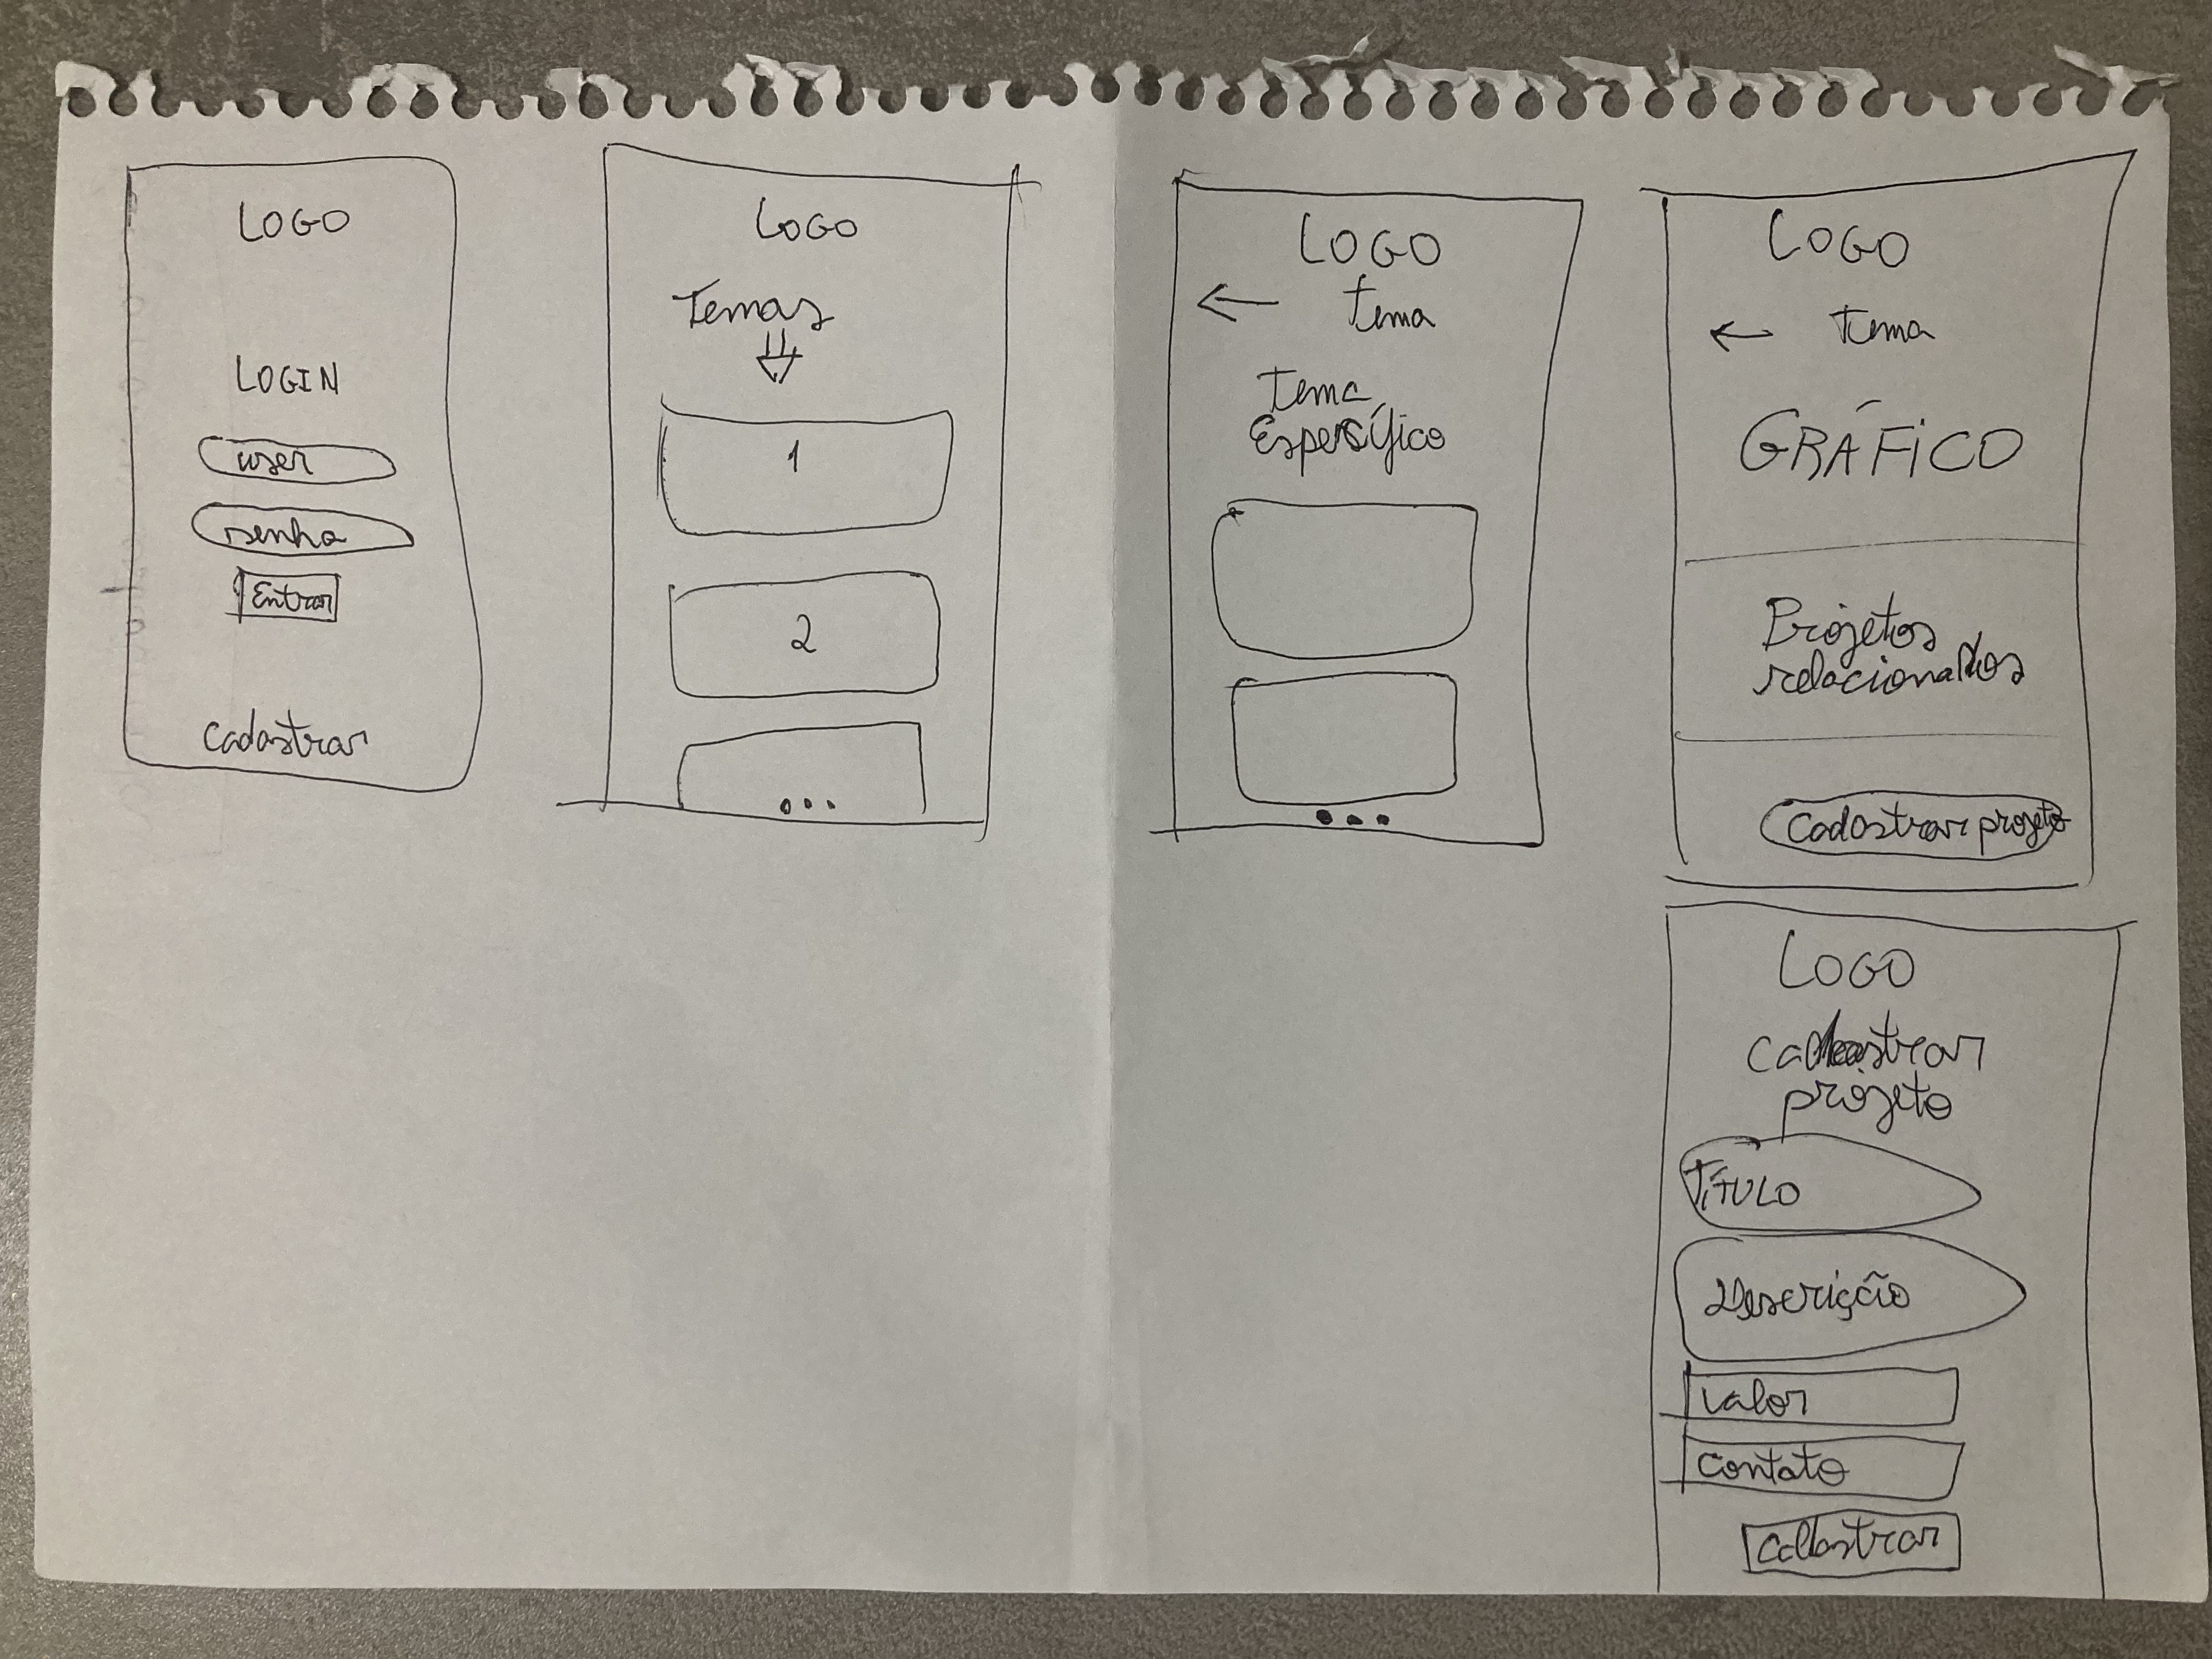 LOGO
LOGIN
user
senha
Entrar
cadastrar
LOGO
Temas
1
2
...
LOGO
← tema
Tema
Específico
...
LOGO
← tema
GRÁFICO
Projetos
relacionados
Cadastrar projeto
LOGO
cadastrar
projeto
TÍTULO
Descrição
valor
contato
cadastrar